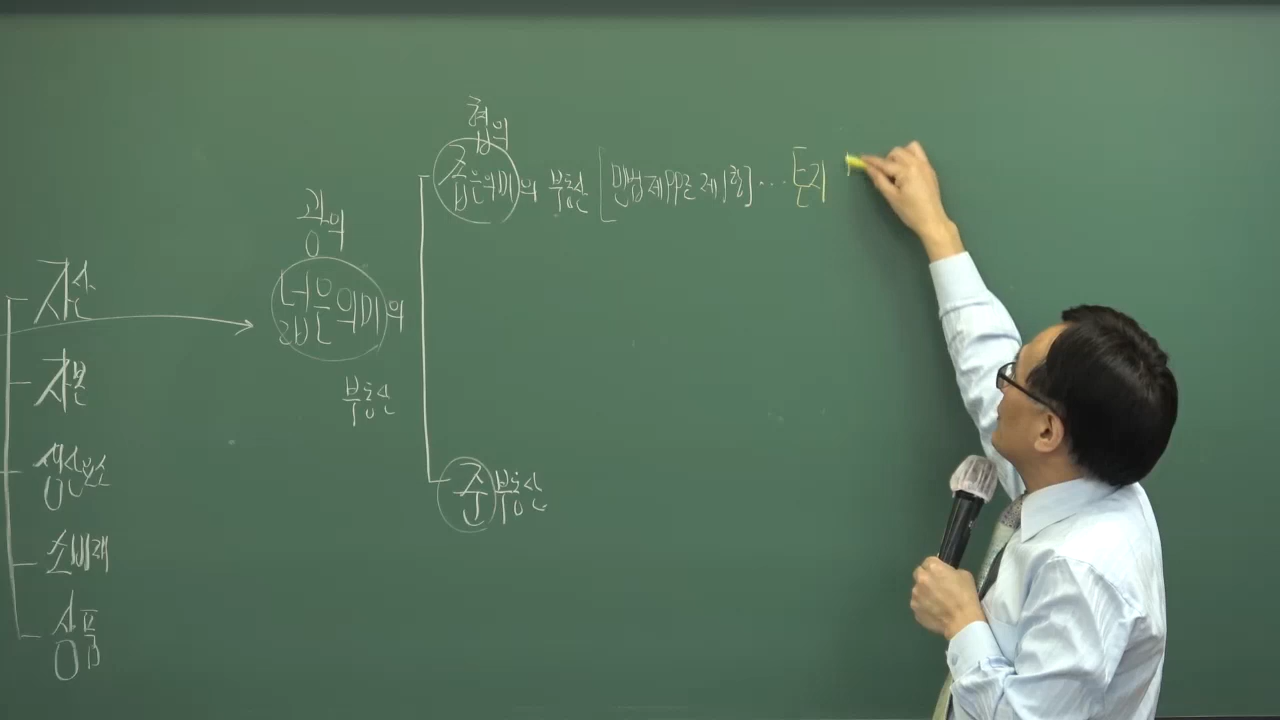 자산
자본
생산요소
소비재
상품
광의
넓은의미의
부동산
협의
좁은의미의 부동산 [민법제99조 제1항] … 토지
준부동산